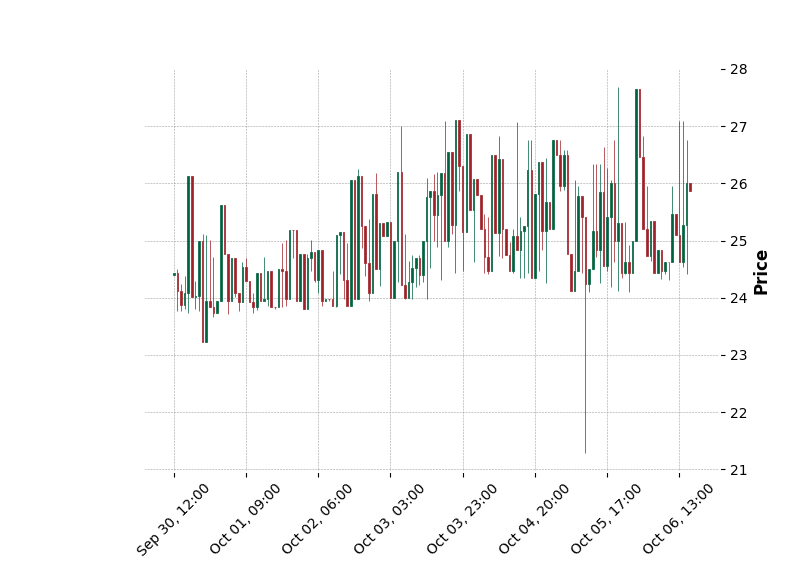 28
27
26
25
24
23
22
21
Price
Sep 30, 12:00
Oct 01, 09:00
Oct 02, 06:00
Oct 03, 03:00
Oct 03, 23:00
Oct 04, 20:00
Oct 05, 17:00
Oct 06, 13:00